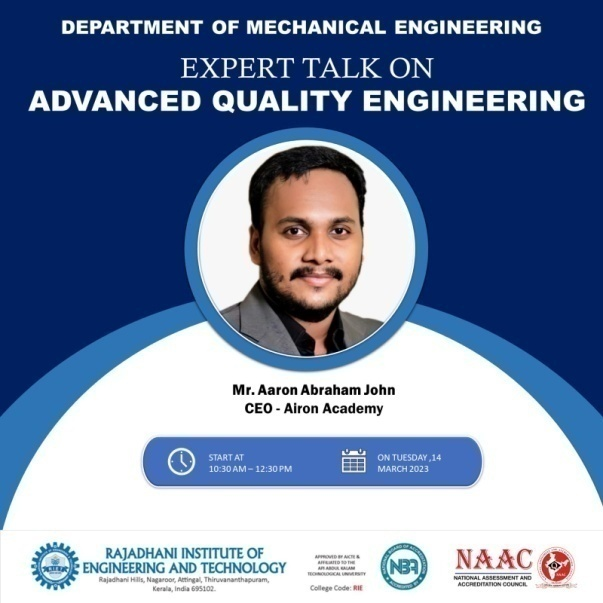 DEPARTMENT OF MECHANICAL ENGINEERING
EXPERT TALK ON
ADVANCED QUALITY ENGINEERING
Mr. Aaron Abraham John
CEO - Airon Academy
START AT
10:30 AM – 12:30 PM
ON TUESDAY ,14
MARCH 2023
RAJADHANI INSTITUTE OF
ENGINEERING AND TECHNOLOGY
Rajadhani Hills, Nagaroor, Attingal, Thiruvananthapuram,
Kerala, India 695102.
APPROVED BY AICTE &
AFFILIATED TO THE
APJ ABDUL KALAM
TECHNOLOGICAL UNIVERSITY
College Code: RIE
NBA
NAAC
NATIONAL ASSESSMENT AND
ACCREDITATION COUNCIL